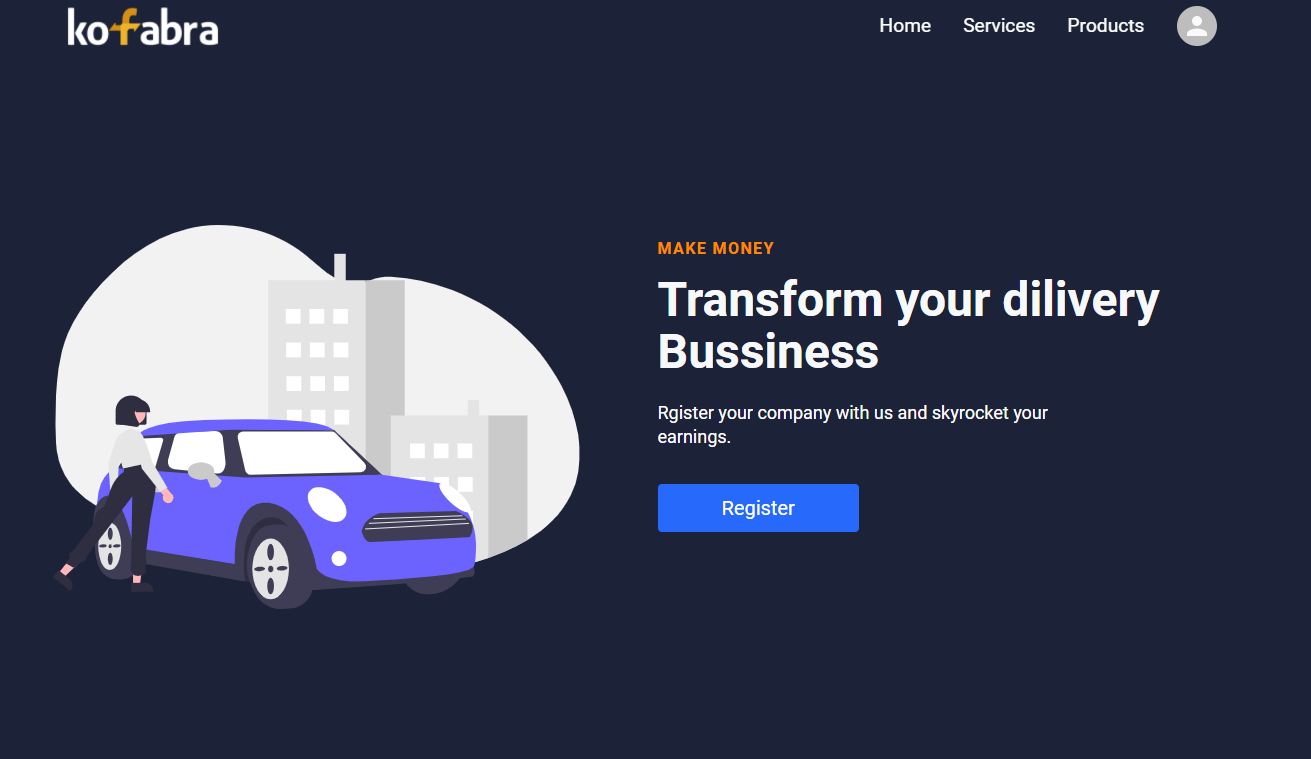 kofabra
Home Services Products
MAKE MONEY
Transform your dilivery
Bussiness
Rgister your company with us and skyrocket your
earnings.
Register